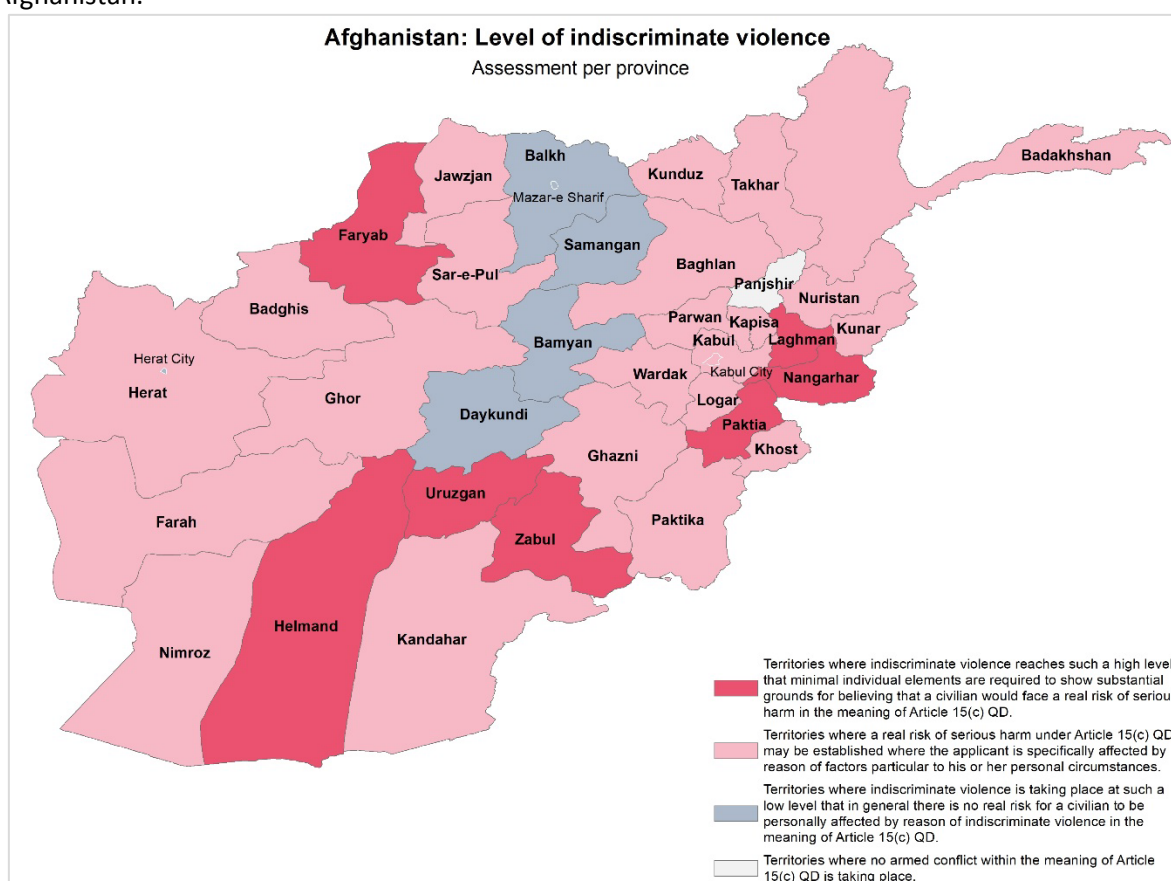 Afghanistan.
Afghanistan: Level of indiscriminate violence
Assessment per province
Badakhshan
Balkh
Jawzjan
Kunduz
Takhar
Mazar-e Sharif
Faryab
Samangan
Sar-e-Pul
Baghlan
Panjshir
Nuristan
Badghis
Parwan
Kapisa
Kunar
Kabul
Laghman
Bamyan
Herat City
Wardak
Kabul City
Nangarhar
Herat
Ghor
Logar
Daykundi
Paktia
Khost
Ghazni
Uruzgan
Paktika
Farah
Zabul
Helmand
Kandahar
Nimroz
Territories where indiscriminate violence reaches such a high level
that minimal individual elements are required to show substantial
grounds for believing that a civilian would face a real risk of seriou
harm in the meaning of Article 15(c) QD.
Territories where a real risk of serious harm under Article 15(c) QD
may be established where the applicant is specifically affected by
reason of factors particular to his or her personal circumstances.
Territories where indiscriminate violence is taking place at such a
low level that in general there is no real risk for a civilian to be
personally affected by reason of indiscriminate violence in the
meaning of Article 15(c) QD.
Territories where no armed conflict within the meaning of Article
15(c) QD is taking place.